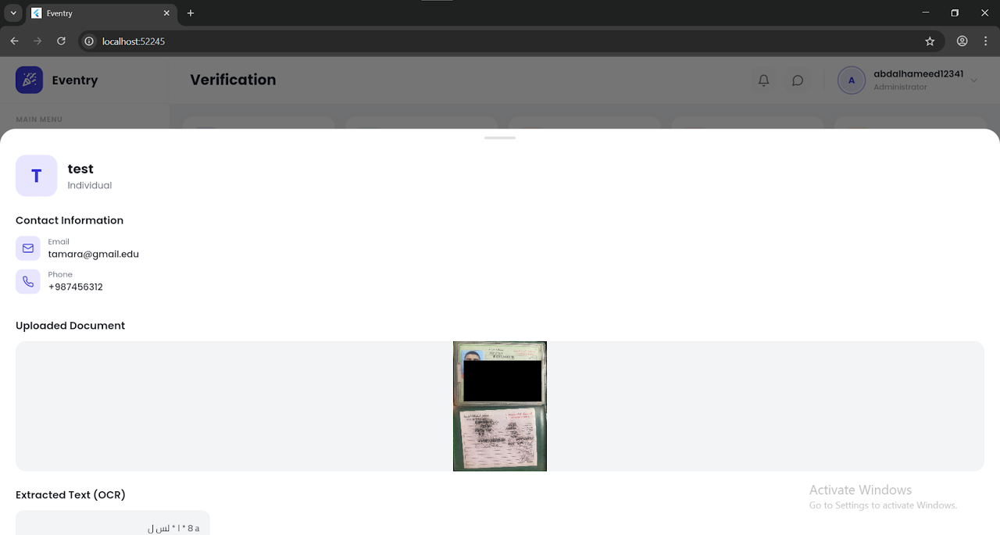 Eventry
localhost:52245
Eventry
Verification
A
abdalhameed12341
Administrator
MAIN MENU
T
test
Individual
Contact Information
Email
tamara@gmail.edu
Phone
+987456312
Uploaded Document
Extracted Text (OCR)
لس ل * ا * 8 a
Activate Windows
Go to Settings to activate Windows.